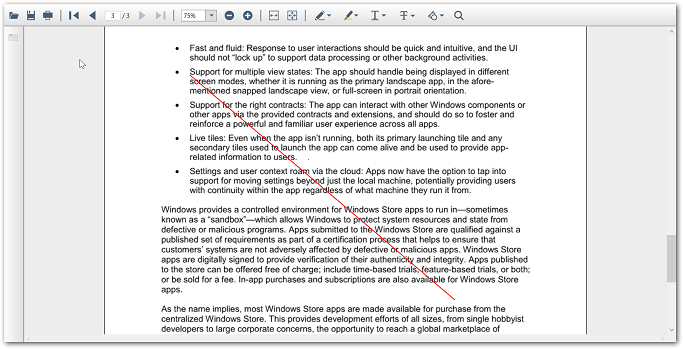 3 / 3
75%
• Fast and fluid: Response to user interactions should be quick and intuitive, and the UI
should not “lock up” to support data processing or other background activities.
• Support for multiple view states: The app should handle being displayed in different
screen modes, whether it is running as the primary landscape app, in the afore-
mentioned snapped landscape view, or full-screen in portrait orientation.
• Support for the right contracts: The app can interact with other Windows components or
other apps via the provided contracts and extensions, and should do so to foster and
reinforce a powerful and familiar user experience across all apps.
• Live tiles: Even when the app isn’t running, both its primary launching tile and any
secondary tiles used to launch the app can come alive and be used to provide app-
related information to users.
• Settings and user context roam via the cloud: Apps now have the option to tap into
support for moving settings beyond just the local machine, potentially providing users
with continuity within the app regardless of what machine they run it from.
Windows provides a controlled environment for Windows Store apps to run in—sometimes
known as a “sandbox”—which allows Windows to protect system resources and state from
defective or malicious programs. Apps submitted to the Windows Store are qualified against a
published set of requirements as part of a certification process that helps to ensure that
customers’ systems are not adversely affected by defective or malicious apps. Windows Store
apps are digitally signed to provide verification of their authenticity and integrity. Apps published
to the store can be offered free of charge; include time-based trials, feature-based trials, or both;
or be sold for a fee. In-app purchases and subscriptions are also available for Windows Store
apps.
As the name implies, most Windows Store apps are made available for purchase from the
centralized Windows Store. This provides development efforts of all sizes, from single hobbyist
developers to large corporate concerns, the opportunity to reach a global marketplace of